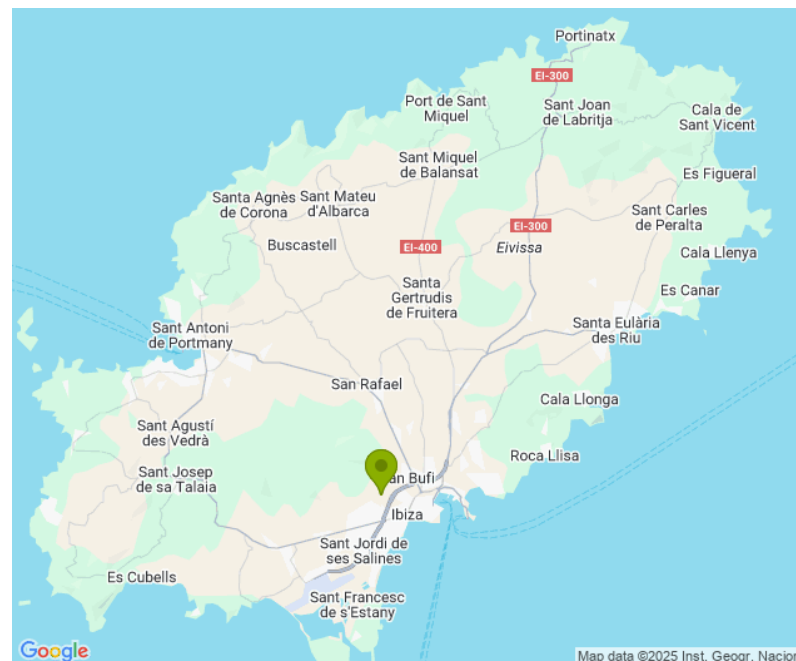 Portinatx
EI-300
Port de Sant
Miquel
Sant Joan
de Labritja
Cala de
Sant Vicent
Sant Miquel
de Balansat
Es Figueral
Santa Agnès
de Corona
Sant Mateu
d'Albarca
Sant Carles
de Peralta
EI-300
Buscastell
EI-400
Eivissa
Cala Llenya
Santa
Gertrudis
de Fruitera
Es Canar
Sant Antoni
de Portmany
Santa Eulària
des Riu
San Rafael
Cala Llonga
Sant Agustí
des Vedrà
Roca Llisa
Sant Josep
de sa Talaia
an Bufi
Ibiza
Sant Jordi de
ses Salines
Es Cubells
Sant Francesc
de s'Estany
Google
Map data ©2025 Inst. Geogr. Nacion